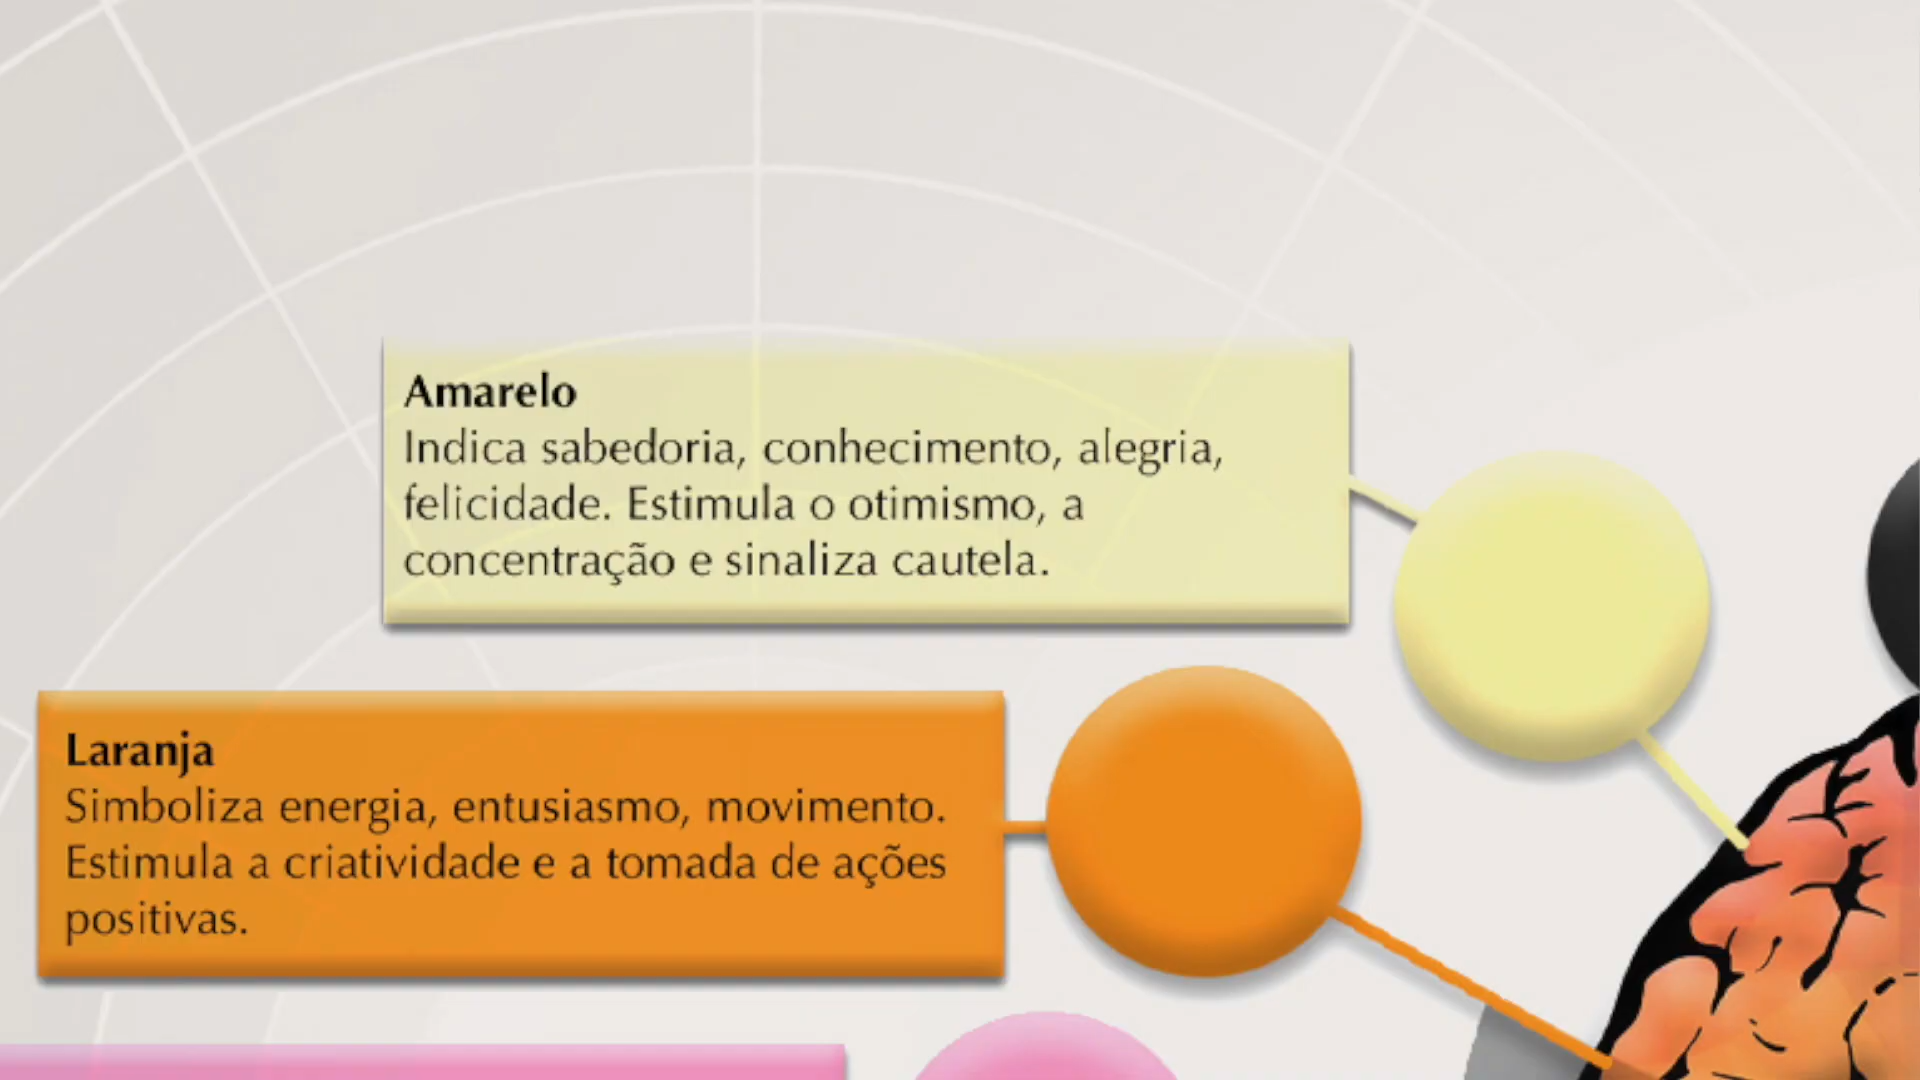 Amarelo
Indica sabedoria, conhecimento, alegria,
felicidade. Estimula o otimismo, a
concentração e sinaliza cautela.
Laranja
Simboliza energia, entusiasmo, movimento.
Estimula a criatividade e a tomada de ações
positivas.